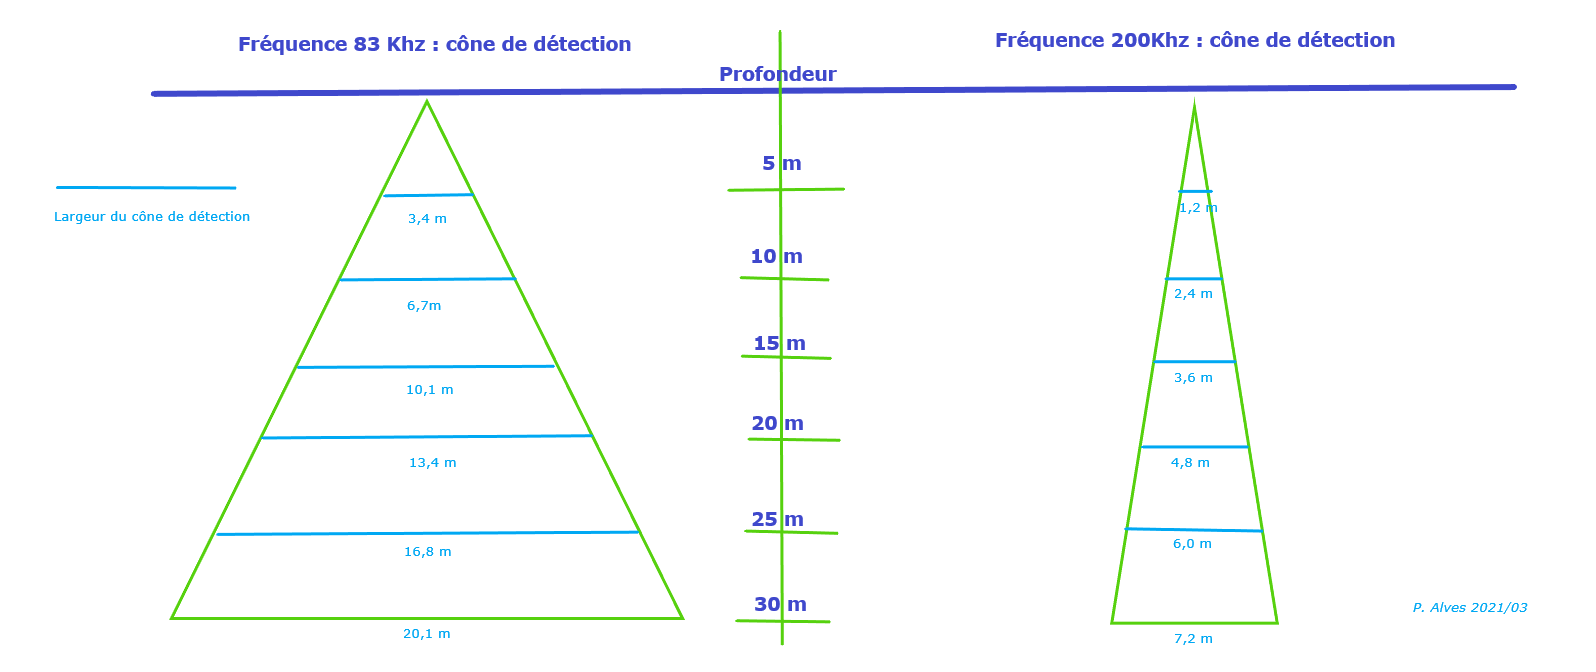 Fréquence 83 Khz : cône de détection
Fréquence 200Khz : cône de détection
Profondeur
Largeur du cône de détection
5 m
3,4 m
1,2 m
10 m
6,7m
2,4 m
15 m
10,1 m
3,6 m
20 m
13,4 m
4,8 m
25 m
16,8 m
6,0 m
30 m
20,1 m
7,2 m
P. Alves 2021/03